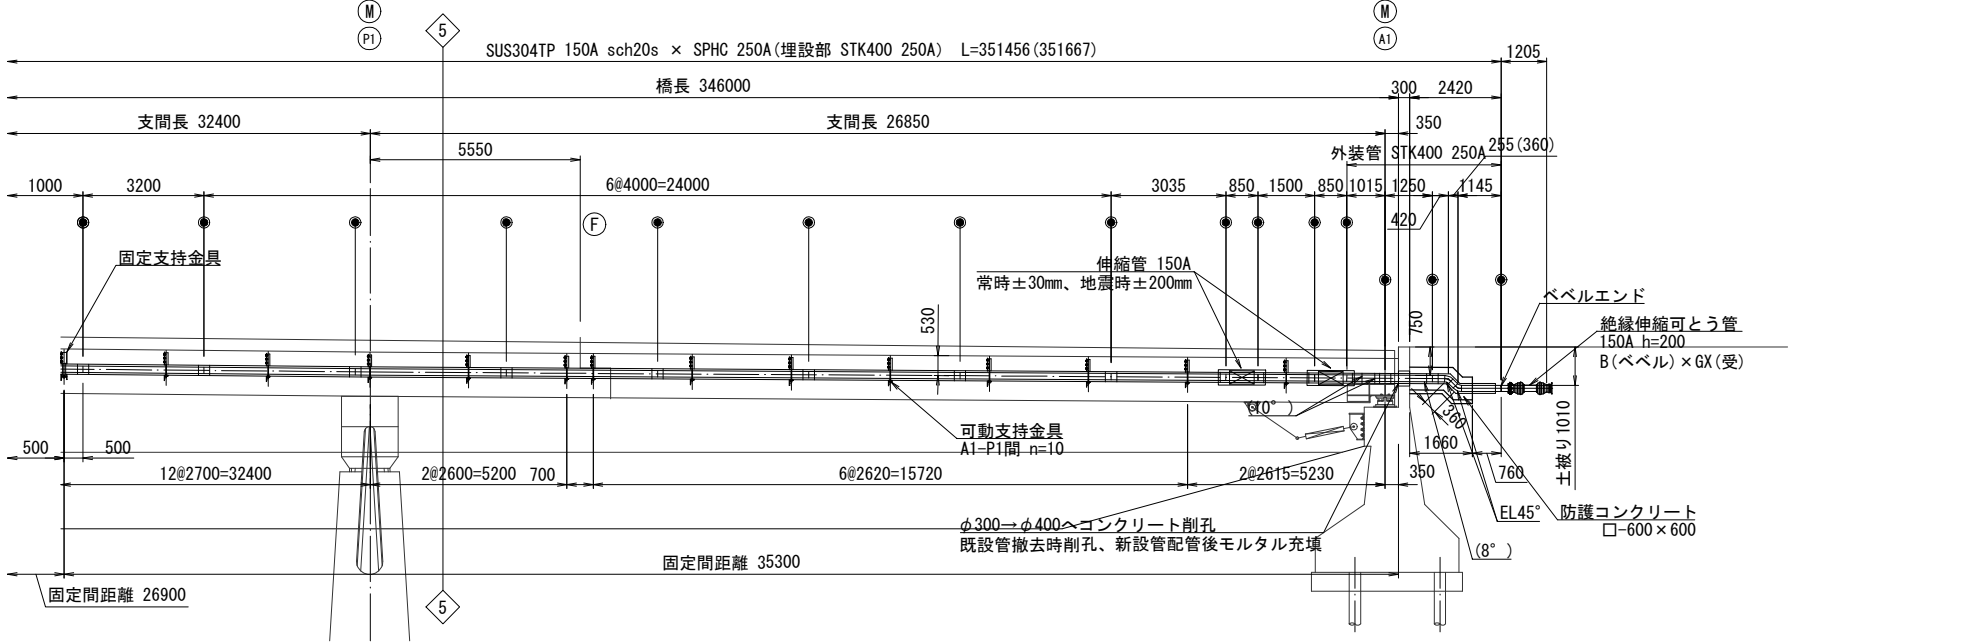 M
M
P1
5
A1
SUS304TP 150A sch20s × SPHC 250A(埋設部 STK400 250A) L=351456(351667)
1205
橋長 346000
300
2420
支間長 32400
支間長 26850
350
5550
外装管 STK400 250A
255(360)
1000
3200
6@4000=24000
3035
850
1500
850
1015
1250
1145
F
420
固定支持金具
伸縮管 150A
常時±30mm、地震時±200mm
ベベルエンド
530
750
絶縁伸縮可とう管
150A h=200
B(ベベル)×GX(受)
(10°)
360
可動支持金具
A1-P1間 n=10
土被り1010
500
500
1660
12@2700=32400
2@2600=5200
700
6@2620=15720
2@2615=5230
350
760
φ300→φ400へコンクリート削孔
既設管撤去時削孔、新設管配管後モルタル充填
EL45°
防護コンクリート
□-600×600
(8°)
固定間距離 35300
固定間距離 26900
5